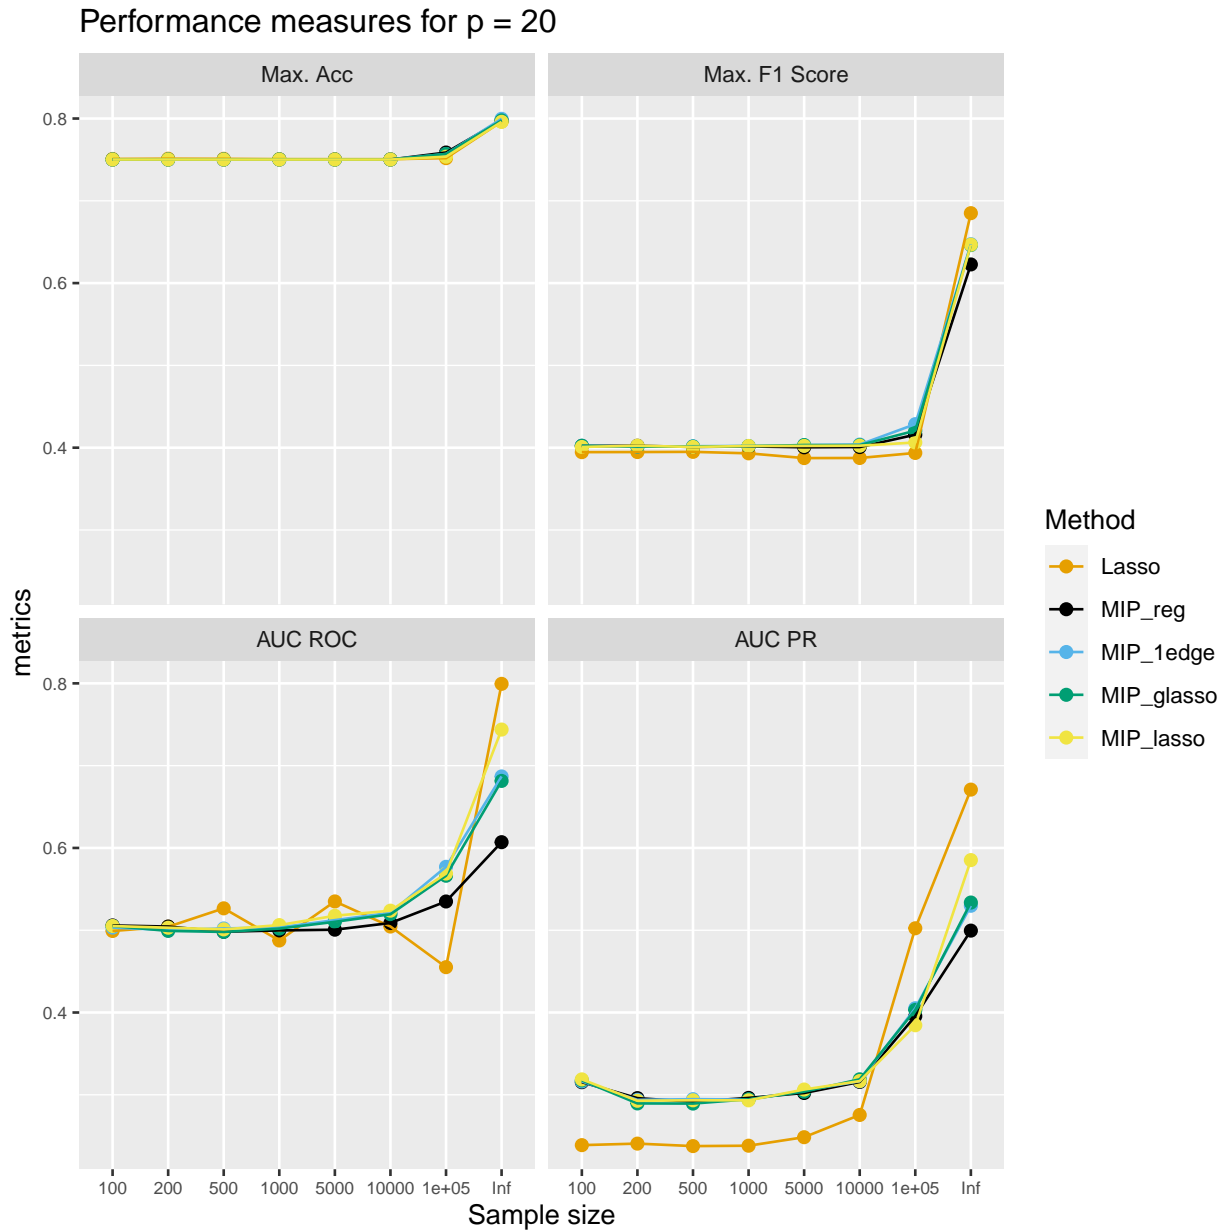 Performance measures for p = 20
Max. Acc
Max. F1 Score
0.8
0.6
0.4
AUC ROC
AUC PR
0.8
0.6
0.4
100 200 500 1000 5000 10000 1e+05 Inf
100 200 500 1000 5000 10000 1e+05 Inf
Sample size
metrics
Method
Lasso
MIP_reg
MIP_1edge
MIP_glasso
MIP_lasso